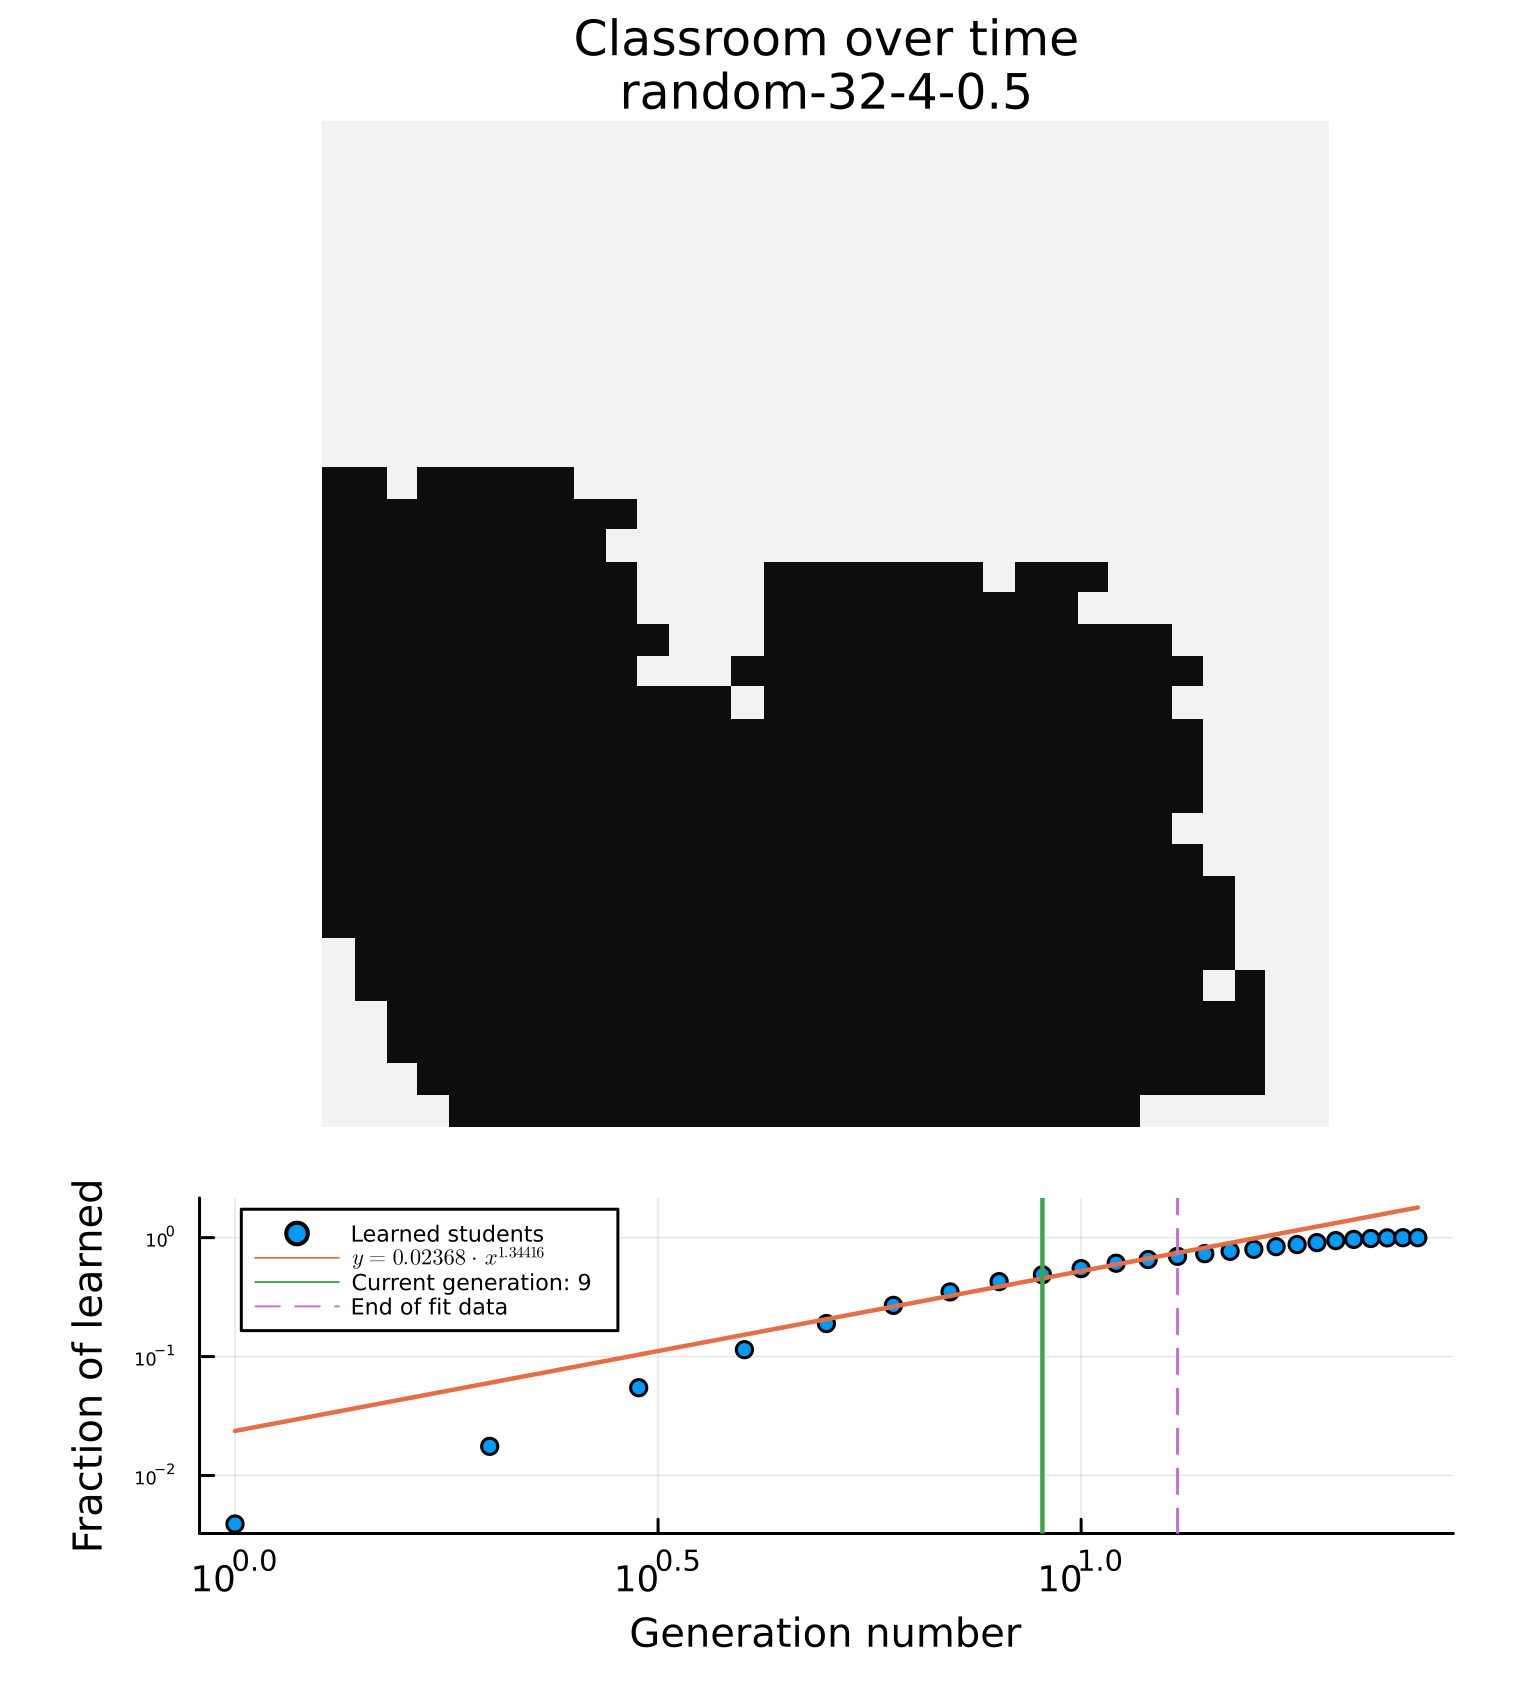 Classroom over time
random-32-4-0.5
Fraction of learned
10⁰
10⁻¹
10⁻²
Learned students
y = 0.02368 · x^1.34416
Current generation: 9
End of fit data
10^0.0
10^0.5
10^1.0
Generation number